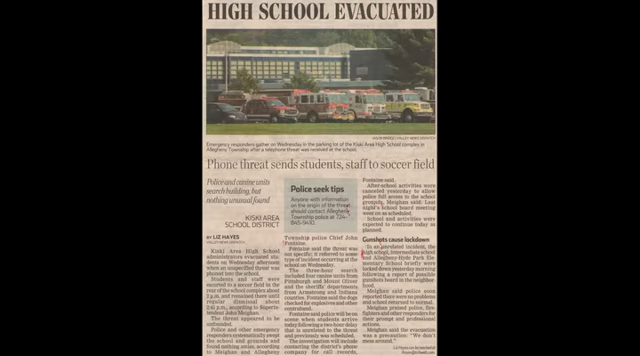 HIGH SCHOOL EVACUATED
Emergency responders gather on Wednesday in the parking lot of the Kiski Area High School complex in
Allegheny Township after a telephone threat was received at the school.
Phone threat sends students, staff to soccer field
Police and canine units
search building, but
nothing unusual found
KISKI AREA
SCHOOL DISTRICT
BY LIZ HAYES
VALLEY NEWS DISPATCH
Kiski Area High School
administrators evacuated stu-
dents on Wednesday afternoon
when an unspecified threat was
phoned into the school.
Students and staff were
escorted to a soccer field in the
rear of the school complex about
2 p.m. and remained there until
regular dismissal about
2:45 p.m., according to Superin-
tendent John Meighan.
The threat appeared to be
unfounded.
Police and other emergency
responders systematically swept
the school and grounds and
found nothing unusual, according
to Meighan and Allegheny
Police seek tips
Anyone with information
on the origin of the threat
should contact Allegheny
Township police at 724-
845-9410.
Township police Chief John
Fontaine.
Fontaine said the threat was
not specific; it referred to some
type of incident occurring at the
school on Wednesday.
The three-hour search
included four canine units from
Pittsburgh and Mount Oliver
and the sheriffs' departments
from Armstrong and Indiana
counties. Fontaine said the dogs
checked for explosives and other
contraband.
Fontaine said police will be on
scene when students arrive
today following a two-hour delay
that is unrelated to the threats
and was previously scheduled.
The investigation will include
contacting the district's phone
company for call records,
Fontaine said.
After-school activities were
canceled yesterday to allow
police full access to the school
grounds, Meighan said. Last
night's school board meeting
went on as scheduled.
School and activities were
expected to continue today as
planned.
Gunshots cause lockdown
In an unrelated incident, the
high school, intermediate school
and Allegheny-Hyde Park Ele-
mentary School briefly were
locked down yesterday morning
following a report of possible
gunshots heard in the neighbor-
hood.
Meighan said police soon
reported there were no problems
and school returned to normal.
Meighan praised police, fire-
fighters and other responders for
their prompt and professional
actions.
Meighan said the evacuation
was a precaution: "We don't
mess around."